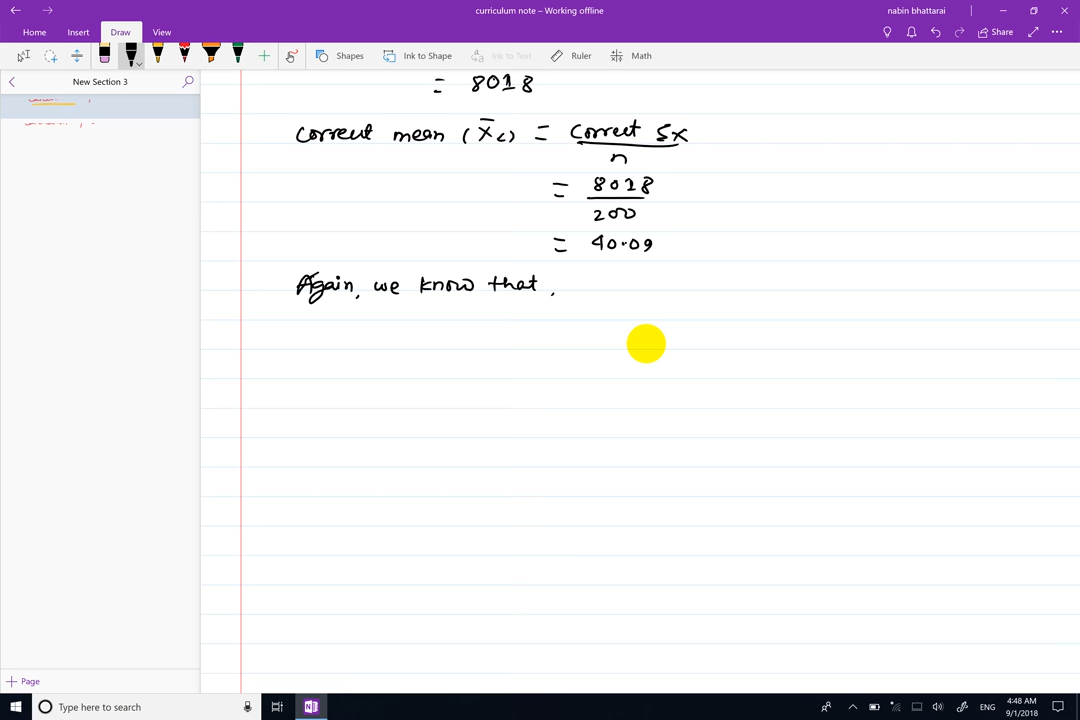 curriculum note – Working offline
nabin bhattarai
Home Insert Draw View
Share
Shapes Ink to Shape Ink to Text Ruler Math
New Section 3
= 8018
Correct mean (X̄c) = Correct Σx
n
= 8018
200
= 40.09
Again, we know that,
Page
Type here to search
ENG
4:48 AM
9/1/2018